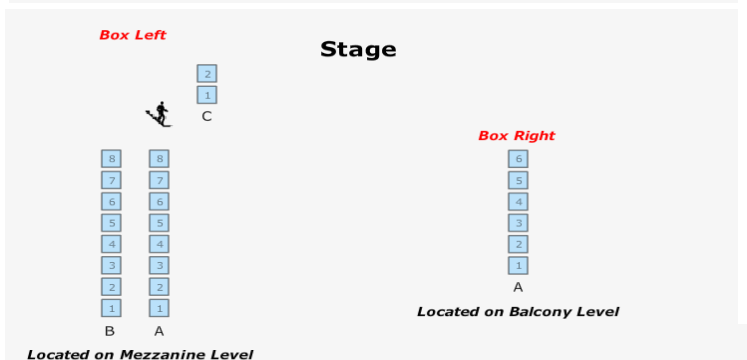 Box Left
Stage
2
1
C
Box Right
8 8 6
7 7 5
6 6 4
5 5 3
4 4 2
3 3 1
2 2 A
1 1 Located on Balcony Level
B A
Located on Mezzanine Level